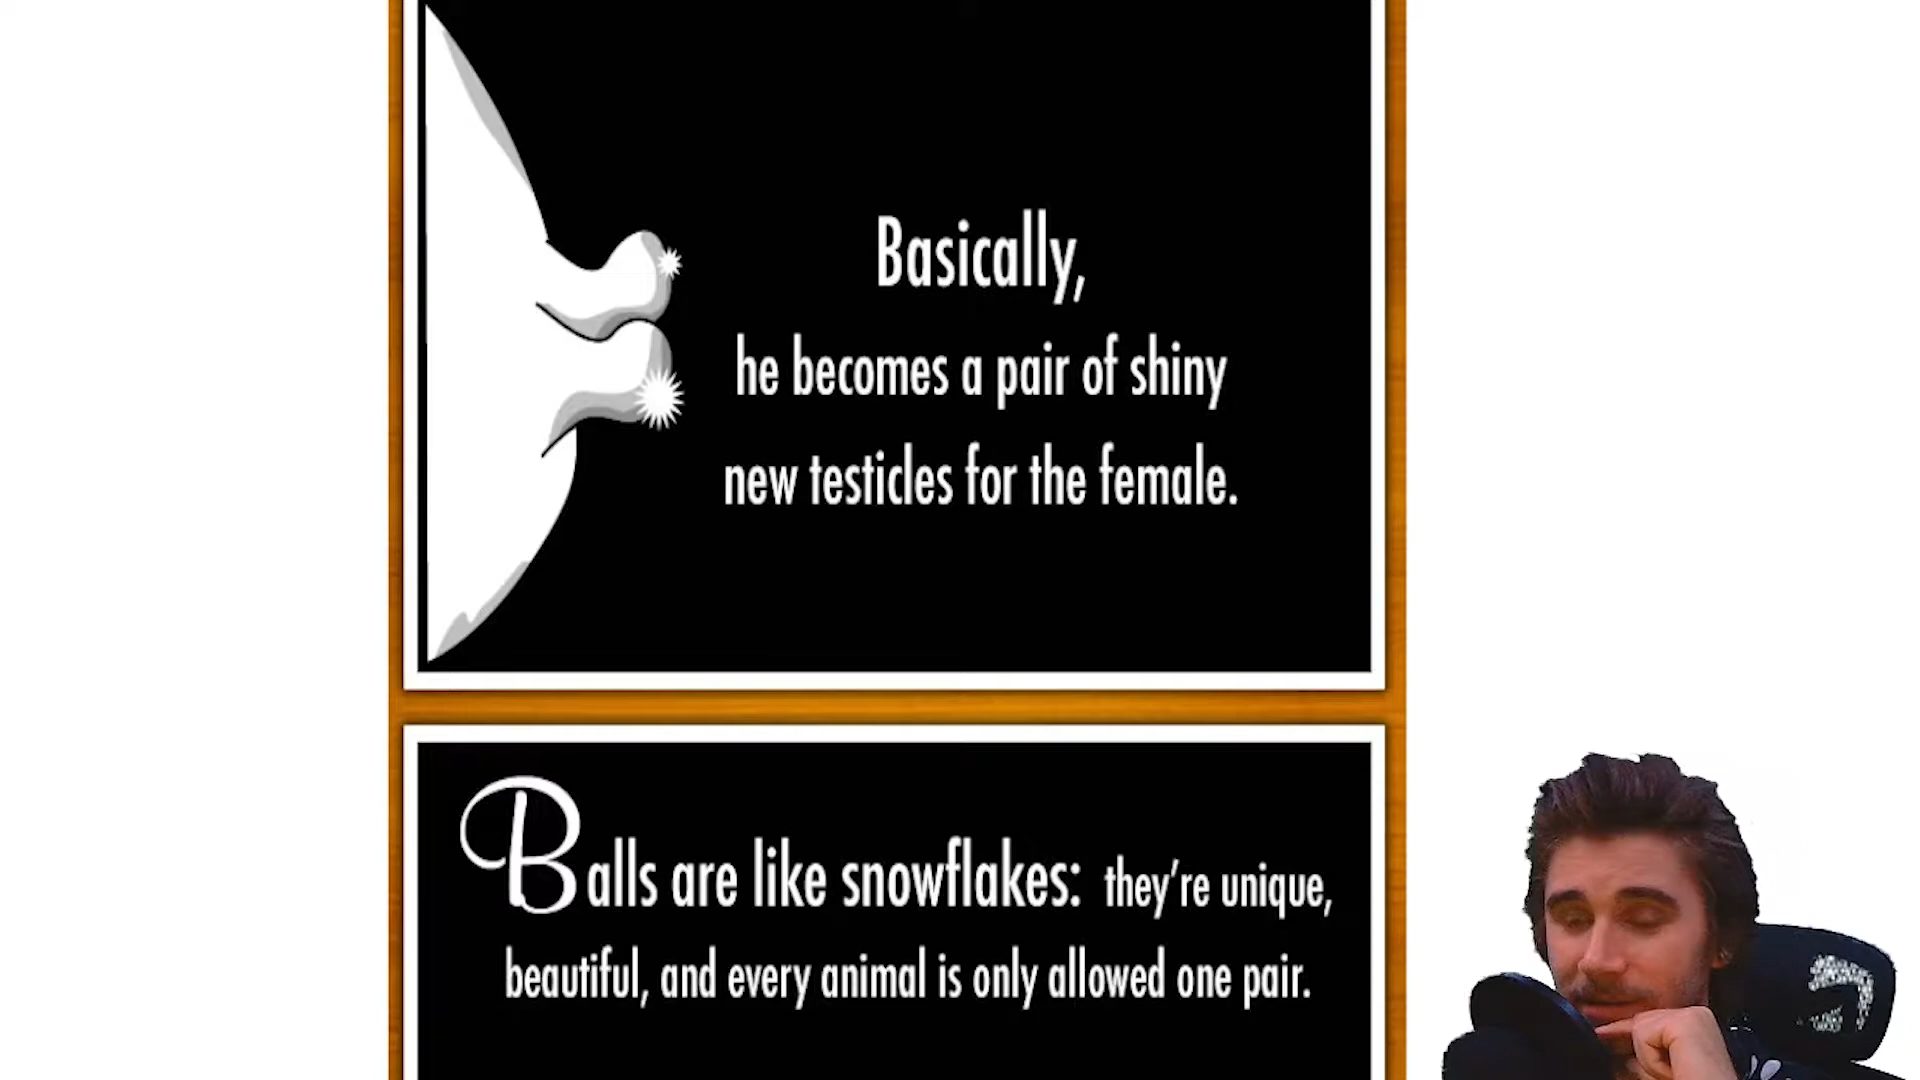 Basically,
he becomes a pair of shiny
new testicles for the female.
Balls are like snowflakes: they're unique,
beautiful, and every animal is only allowed one pair.